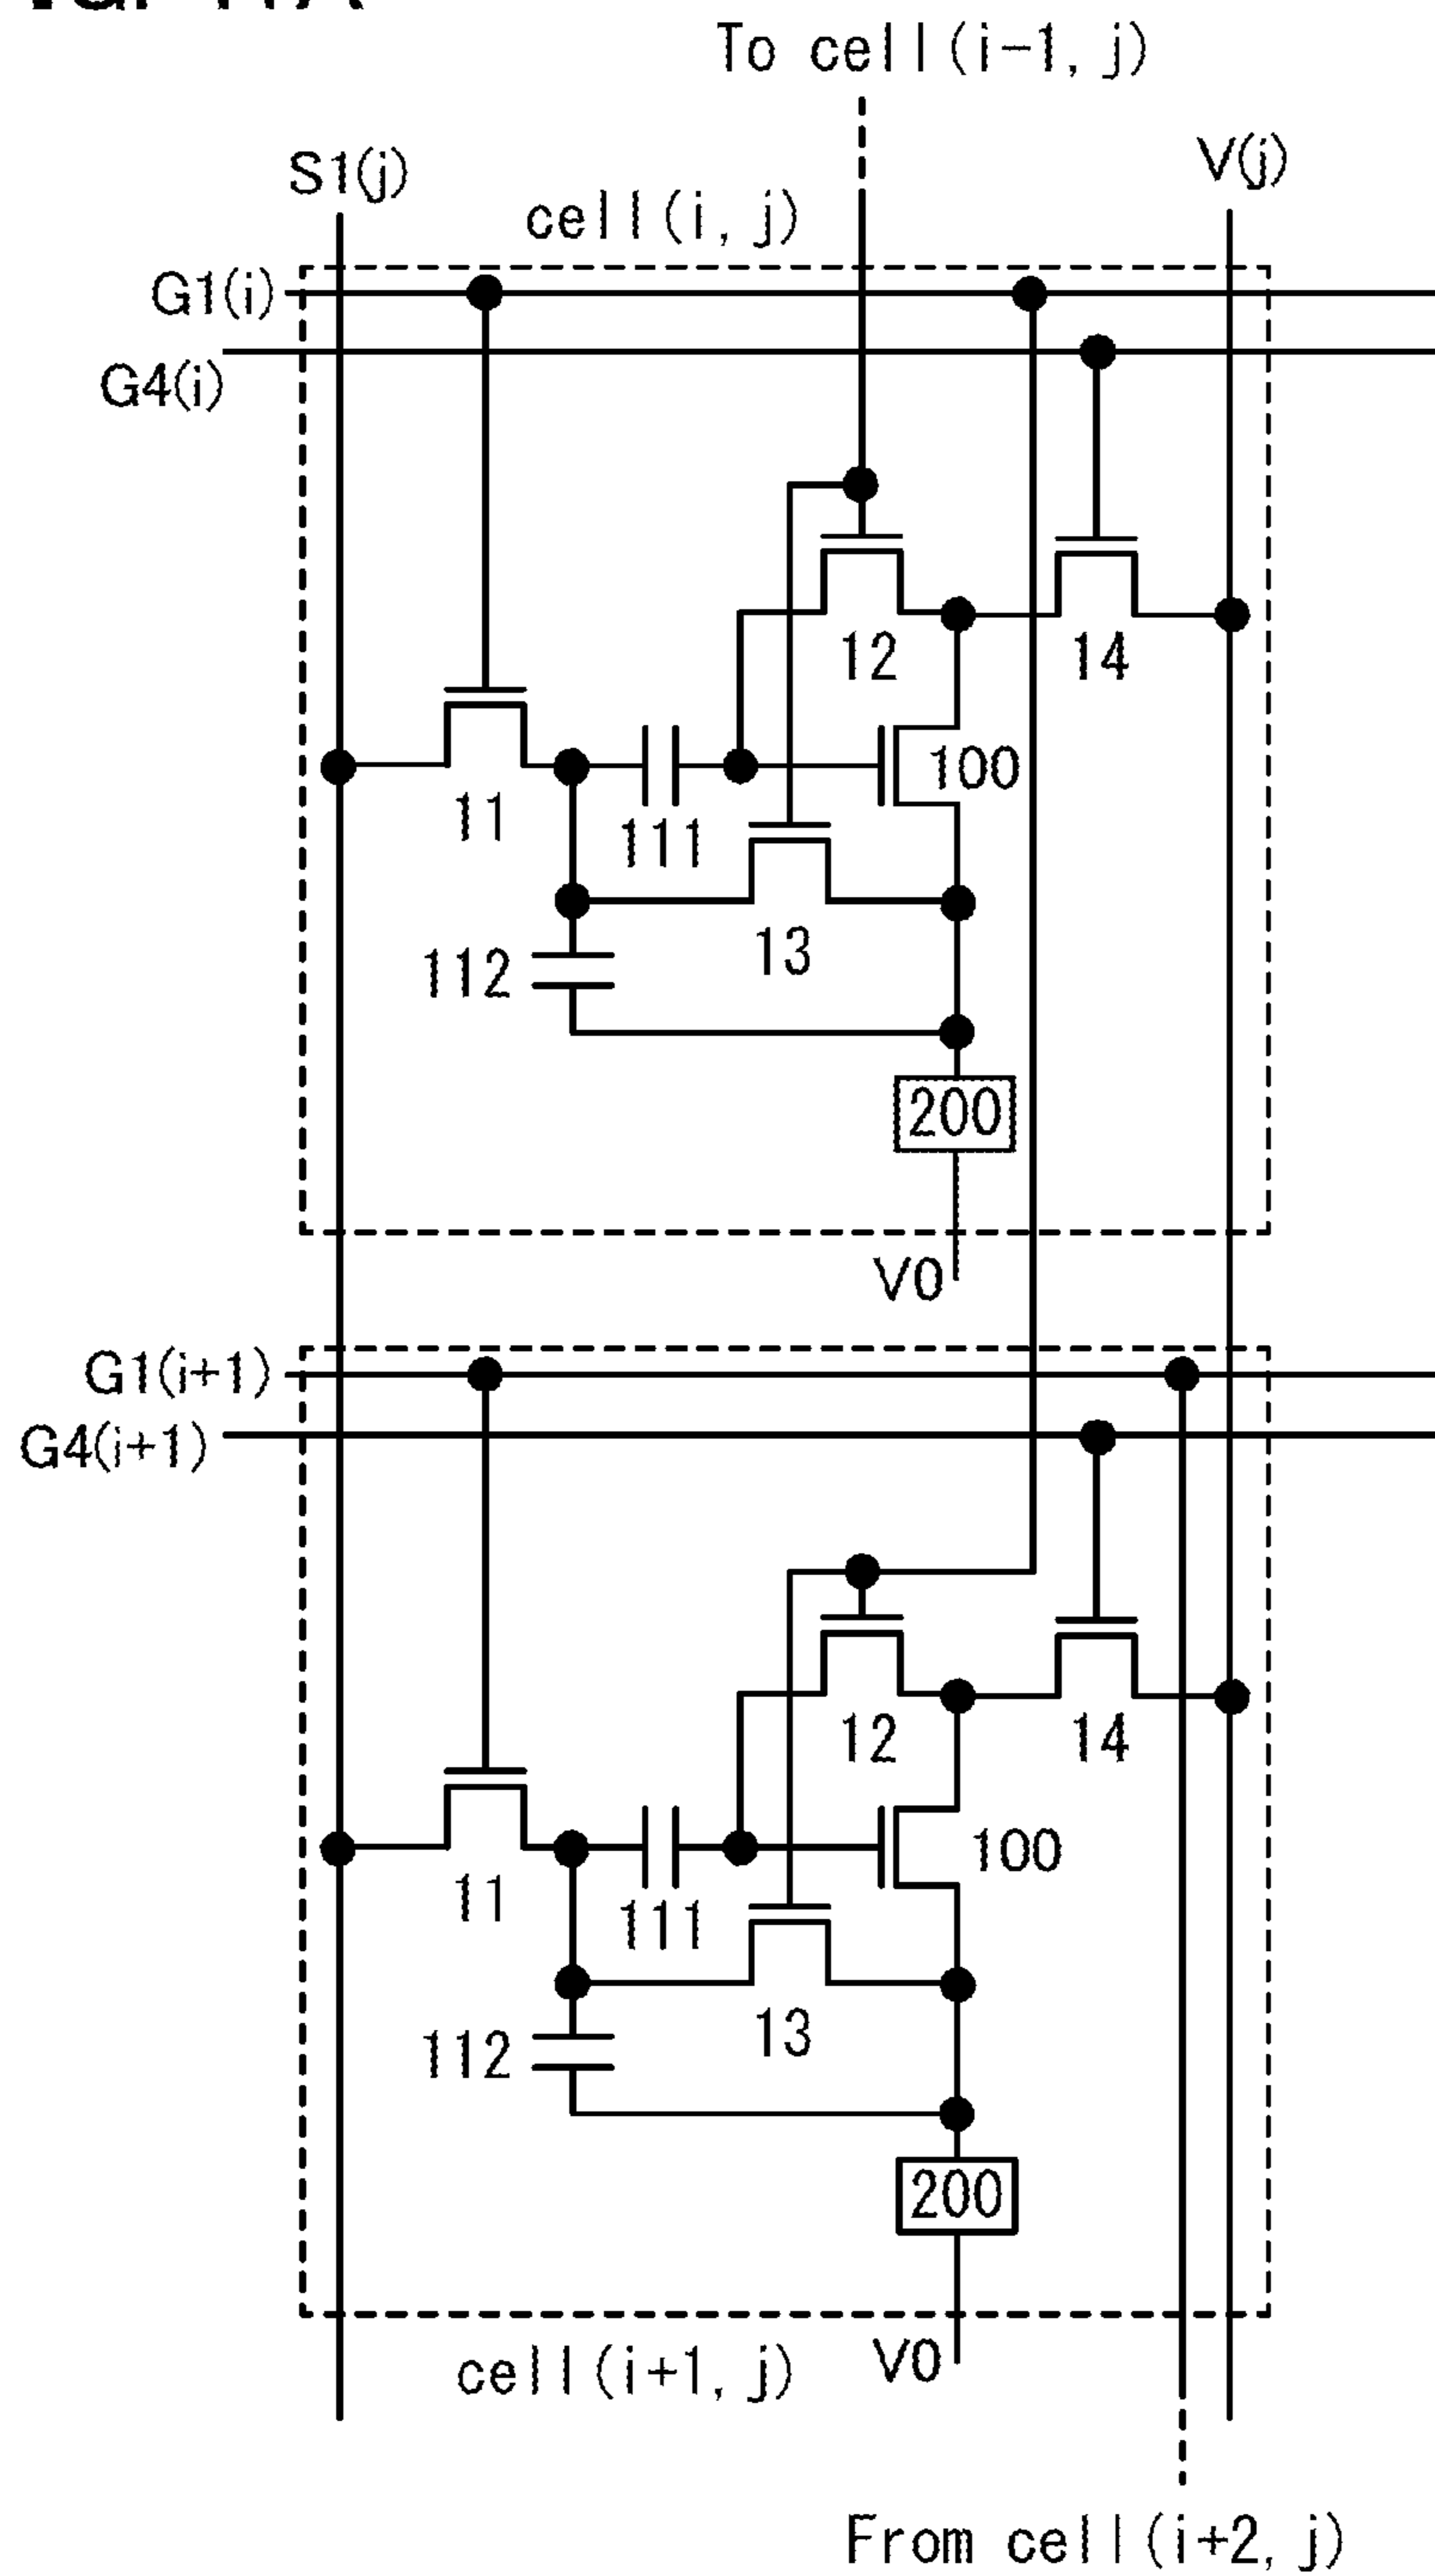 To cell(i-1, j)
S1(j)
V(j)
cell(i, j)
G1(i)
G4(i)
12
14
100
11
111
13
112
200
V0
G1(i+1)
G4(i+1)
12
14
100
11
111
13
112
200
V0
cell(i+1, j)
From cell(i+2, j)